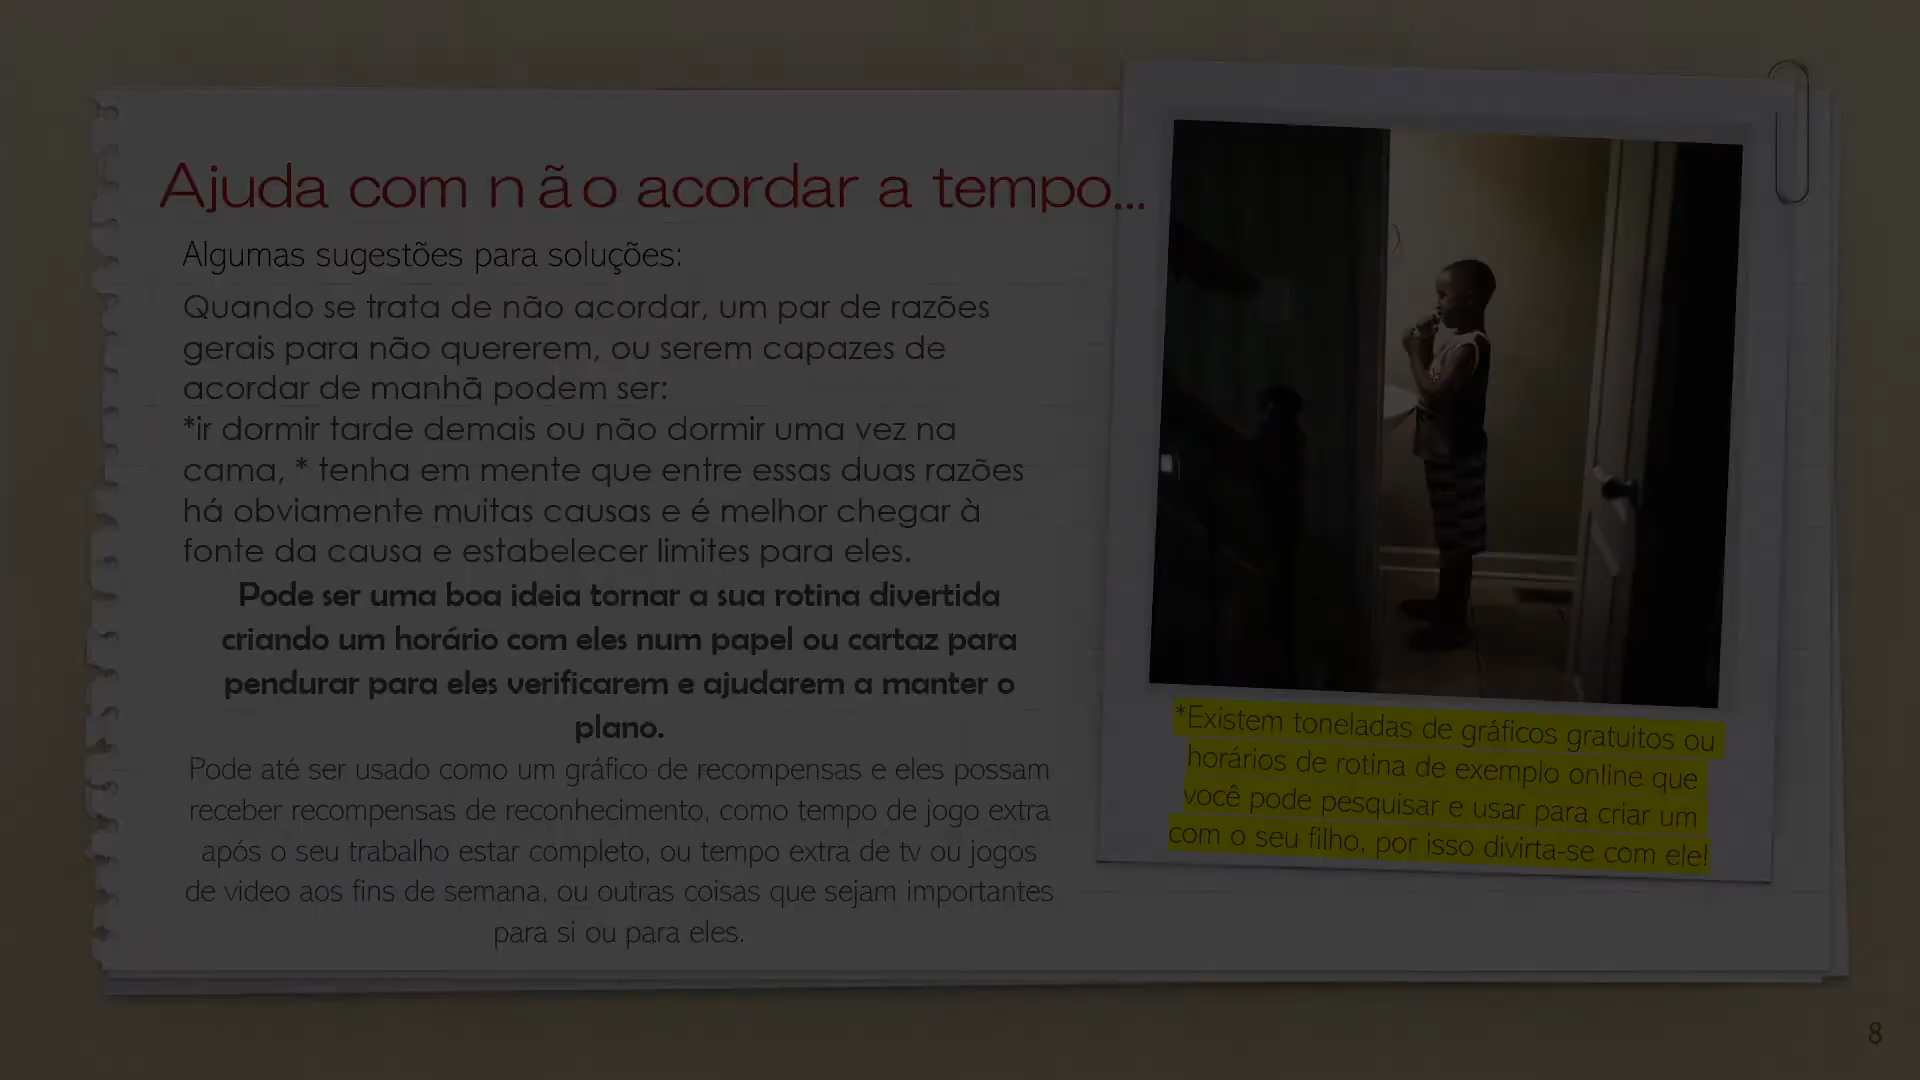 Ajuda com não acordar a tempo...
Algumas sugestões para soluções:
Quando se trata de não acordar, um par de razões
gerais para não quererem, ou serem capazes de
acordar de manhã podem ser:
*ir dormir tarde demais ou não dormir uma vez na
cama, * tenha em mente que entre essas duas razões
há obviamente muitas causas e é melhor chegar à
fonte da causa e estabelecer limites para eles.
Pode ser uma boa ideia tornar a sua rotina divertida
criando um horário com eles num papel ou cartaz para
pendurar para eles verificarem e ajudarem a manter o
plano.
Pode até ser usado como um gráfico de recompensas e eles possam
receber recompensas de reconhecimento, como tempo de jogo extra
após o seu trabalho estar completo, ou tempo extra de tv ou jogos
de vídeo aos fins de semana, ou outras coisas que sejam importantes
para si ou para eles.
*Existem toneladas de gráficos gratuitos ou
horários de rotina de exemplo online que
você pode pesquisar e usar para criar um
com o seu filho, por isso divirta-se com ele!
8